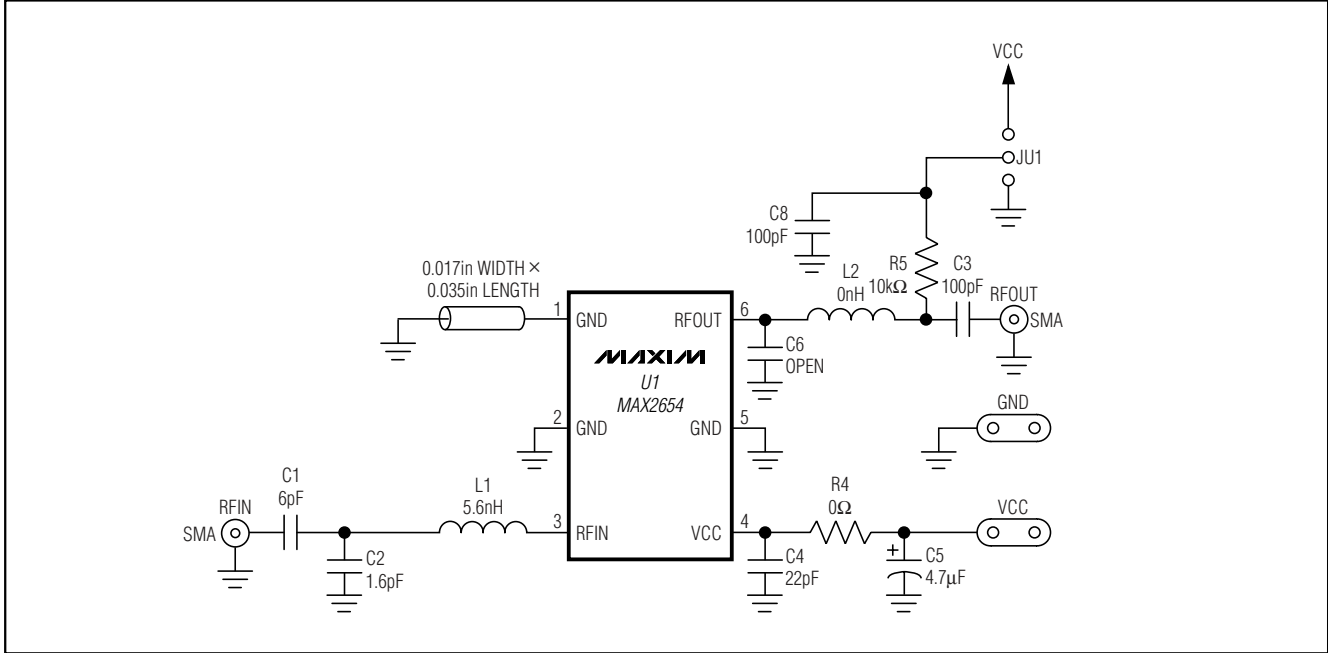 VCC
JU1
C8
100pF
R5
10kΩ
C3
100pF
L2
0nH
RFOUT
SMA
0.017in WIDTH ×
0.035in LENGTH
1
GND
RFOUT
6
C6
OPEN
MAXIM
U1
MAX2654
2
GND
GND
5
GND
C1
6pF
RFIN
SMA
L1
5.6nH
3
RFIN
C2
1.6pF
VCC
4
R4
0Ω
VCC
C4
22pF
+
C5
4.7μF